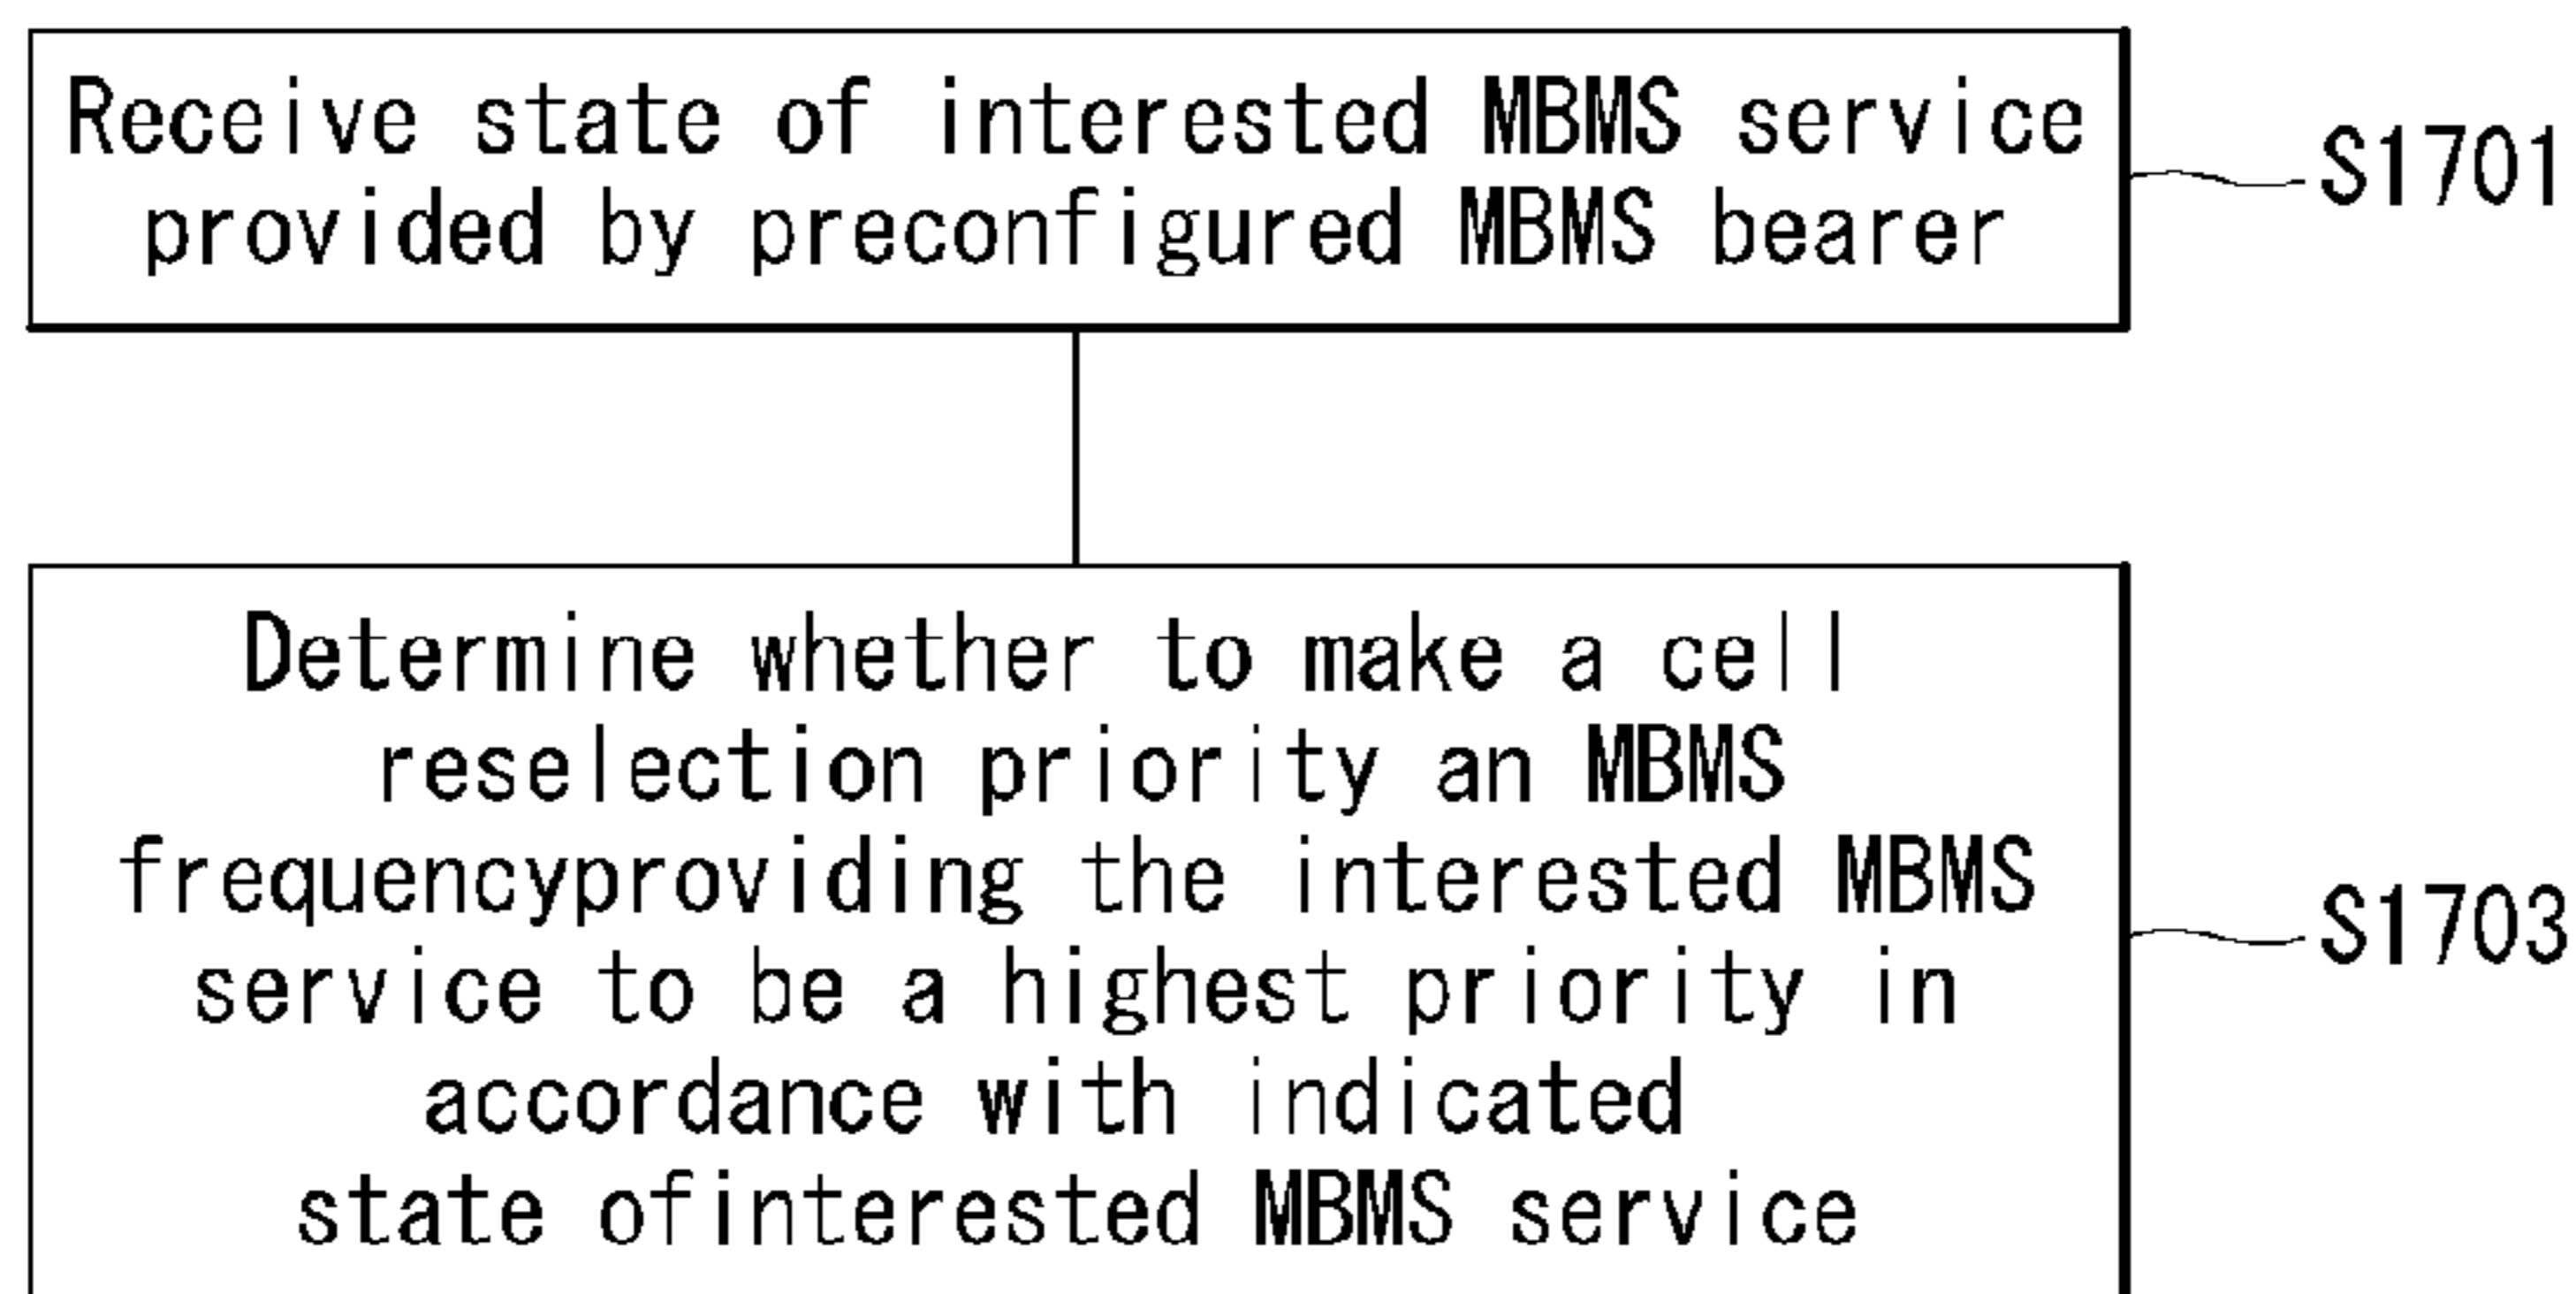 Receive state of interested MBMS service
provided by preconfigured MBMS bearer
S1701
Determine whether to make a cell
reselection priority an MBMS
frequencyproviding the interested MBMS
service to be a highest priority in
accordance with indicated
state ofinterested MBMS service
S1703